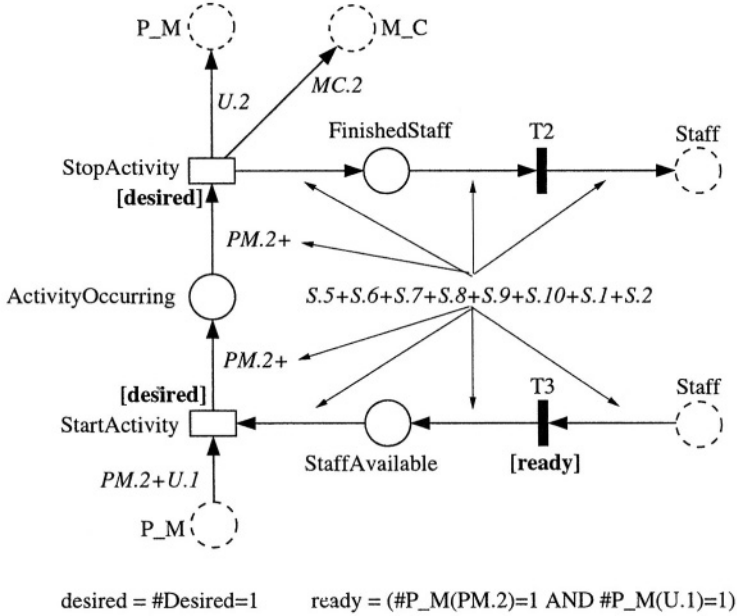 P_M
M_C
U.2
MC.2
FinishedStaff
T2
Staff
StopActivity
[desired]
PM.2+
ActivityOccurring
S.5+S.6+S.7+S.8+S.9+S.10+S.1+S.2
PM.2+
[desired]
T3
Staff
StartActivity
StaffAvailable
[ready]
PM.2+U.1
P_M
desired = #Desired=1 ready = (#P_M(PM.2)=1 AND #P_M(U.1)=1)